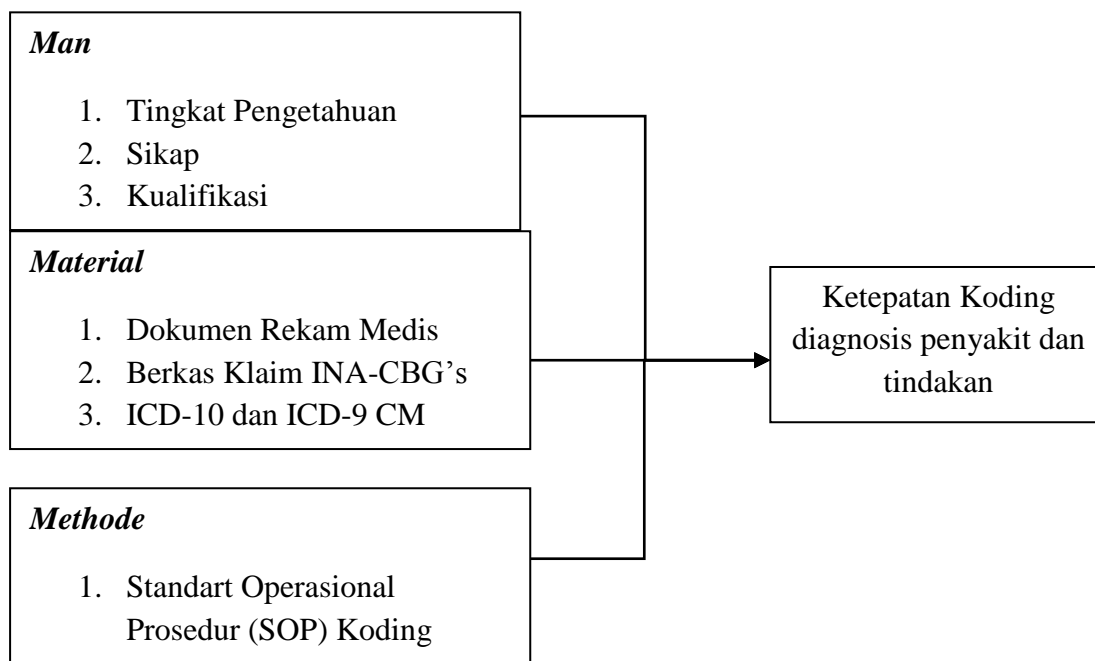 Man
1. Tingkat Pengetahuan
2. Sikap
3. Kualifikasi
Material
1. Dokumen Rekam Medis
2. Berkas Klaim INA-CBG’s
3. ICD-10 dan ICD-9 CM
Methode
1. Standart Operasional
Prosedur (SOP) Koding
Ketepatan Koding
diagnosis penyakit dan
tindakan